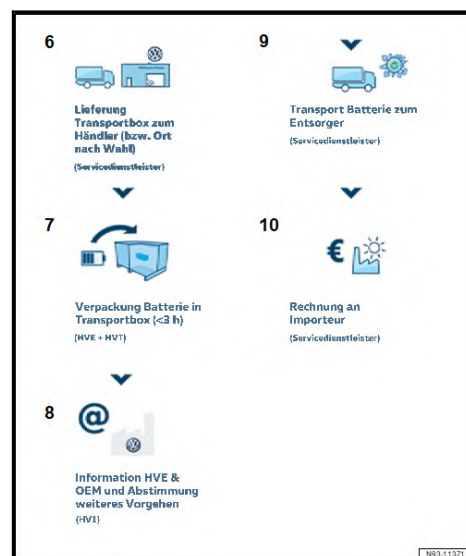 6
Lieferung
Transportbox zum
Händler (bzw. Ort
nach Wahl)
(Servicedienstleister)
7
Verpackung Batterie in
Transportbox (<3 h)
(HVE + HVT)
8
@
Information HVE &
OEM und Abstimmung
weiteres Vorgehen
(HV1)
9
Transport Batterie zum
Entsorger
(Servicedienstleister)
10
€
Rechnung an
Importeur
(Servicedienstleister)
N93-11371